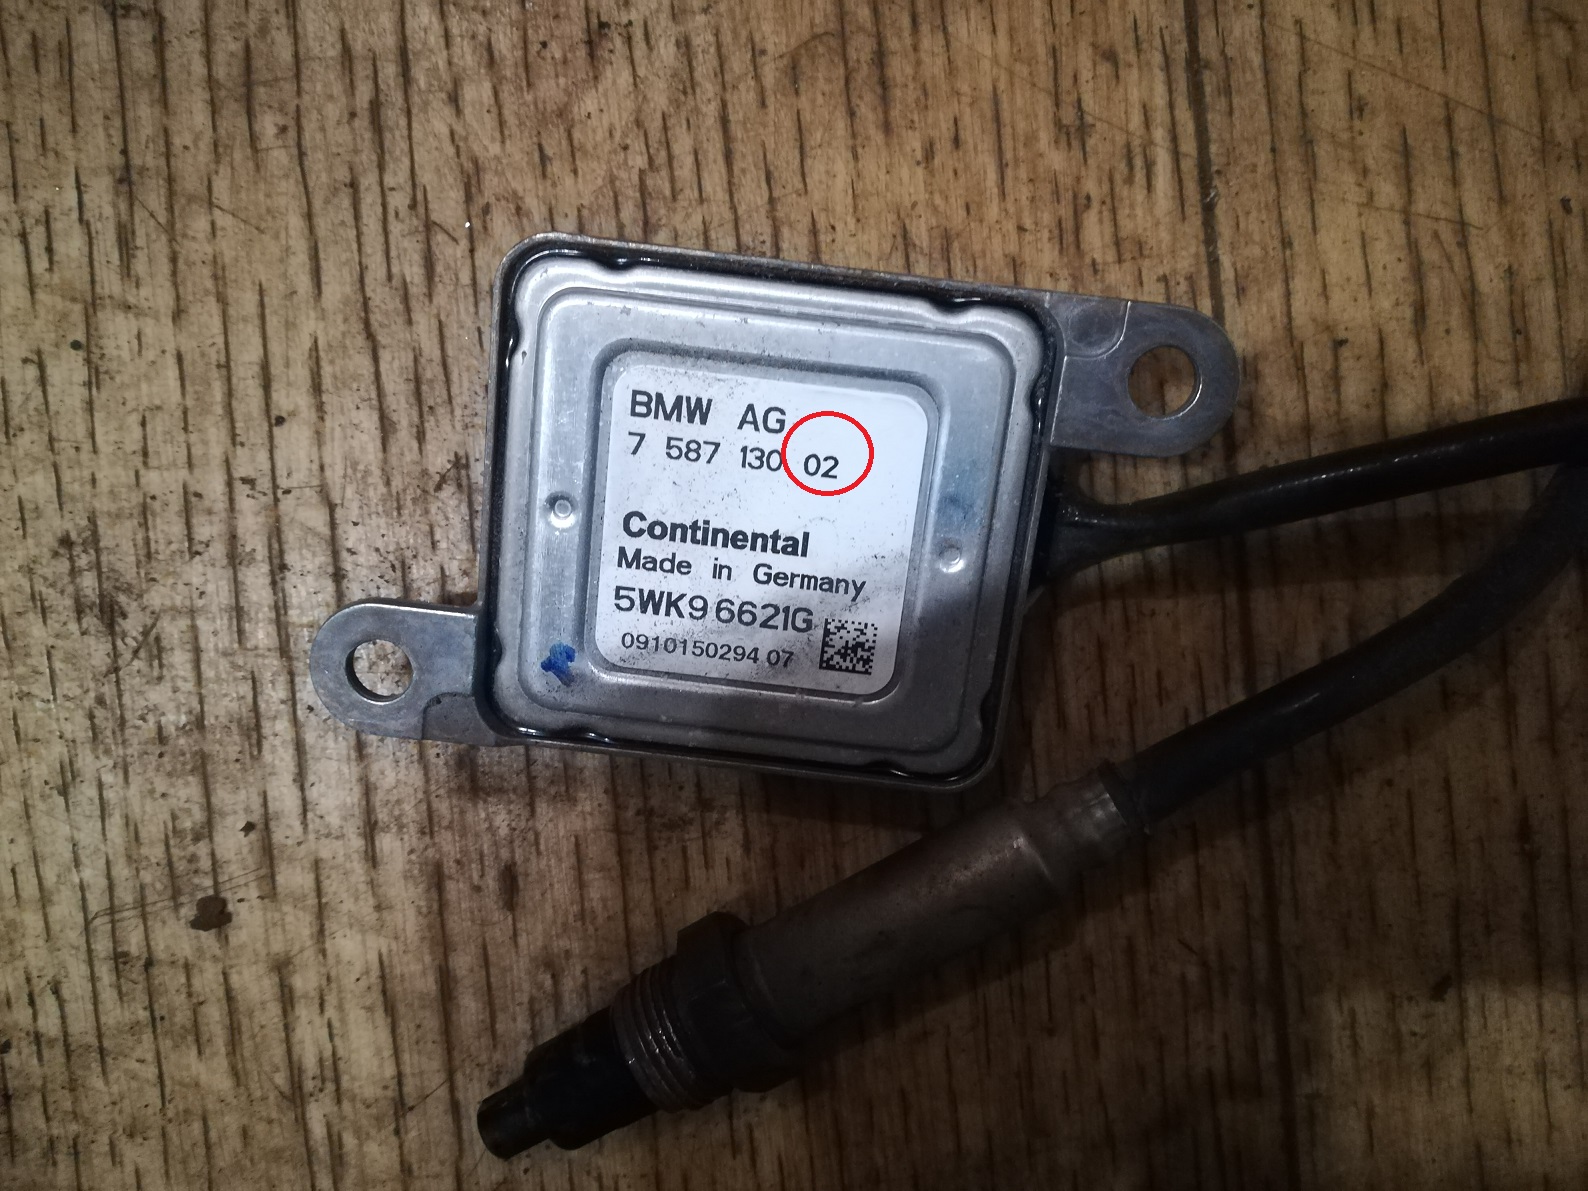 BMW AG
7 587 130 02
Continental
Made in Germany
5WK9 6621G
0910150294 07